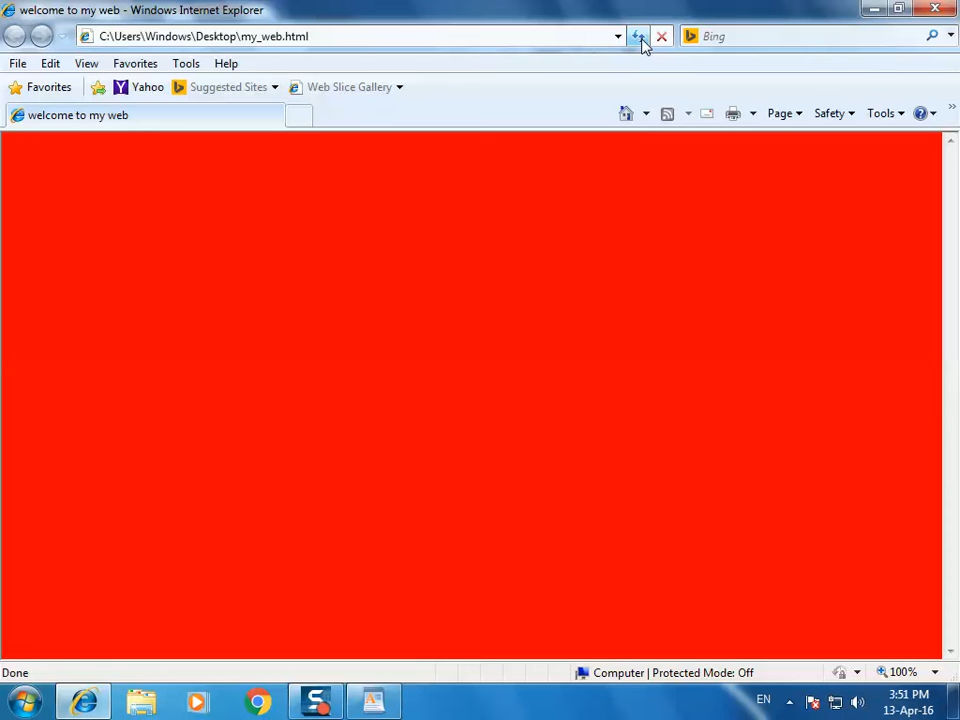 welcome to my web - Windows Internet Explorer
C:\Users\Windows\Desktop\my_web.html
Bing
File Edit View Favorites Tools Help
Favorites Yahoo Suggested Sites Web Slice Gallery
welcome to my web
Page Safety Tools
Done
Computer | Protected Mode: Off
100%
EN
3:51 PM
13-Apr-16